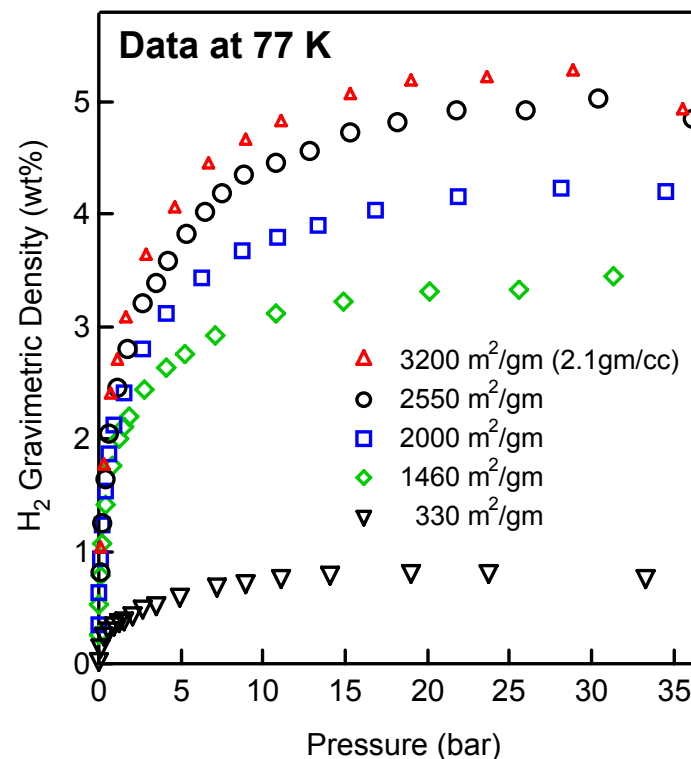 Data at 77 K
H₂ Gravimetric Density (wt%)
5
4
3
2
1
0
3200 m²/gm (2.1gm/cc)
2550 m²/gm
2000 m²/gm
1460 m²/gm
330 m²/gm
0 5 10 15 20 25 30 35
Pressure (bar)